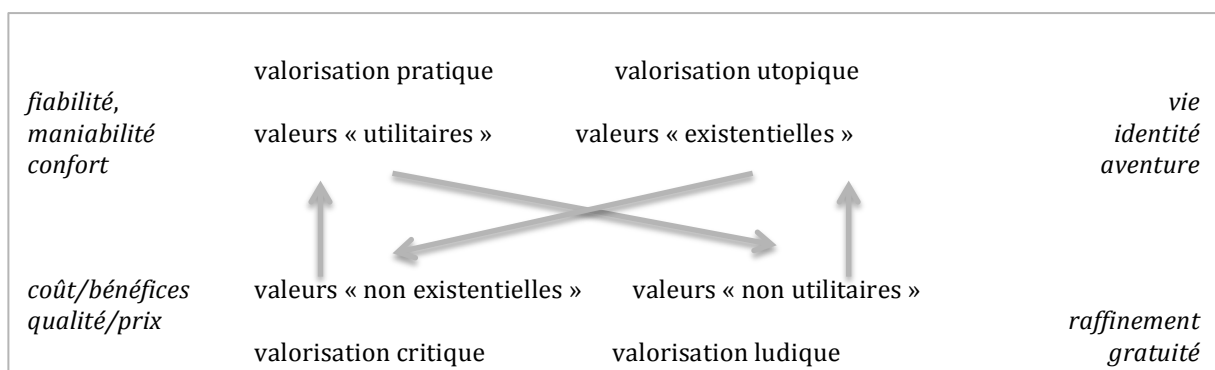 valorisation pratique valorisation utopique
fiabilité, vie
maniabilité valeurs « utilitaires » valeurs « existentielles » identité
confort aventure
coût/bénéfices valeurs « non existentielles » valeurs « non utilitaires »
qualité/prix raffinement
valorisation critique valorisation ludique gratuité